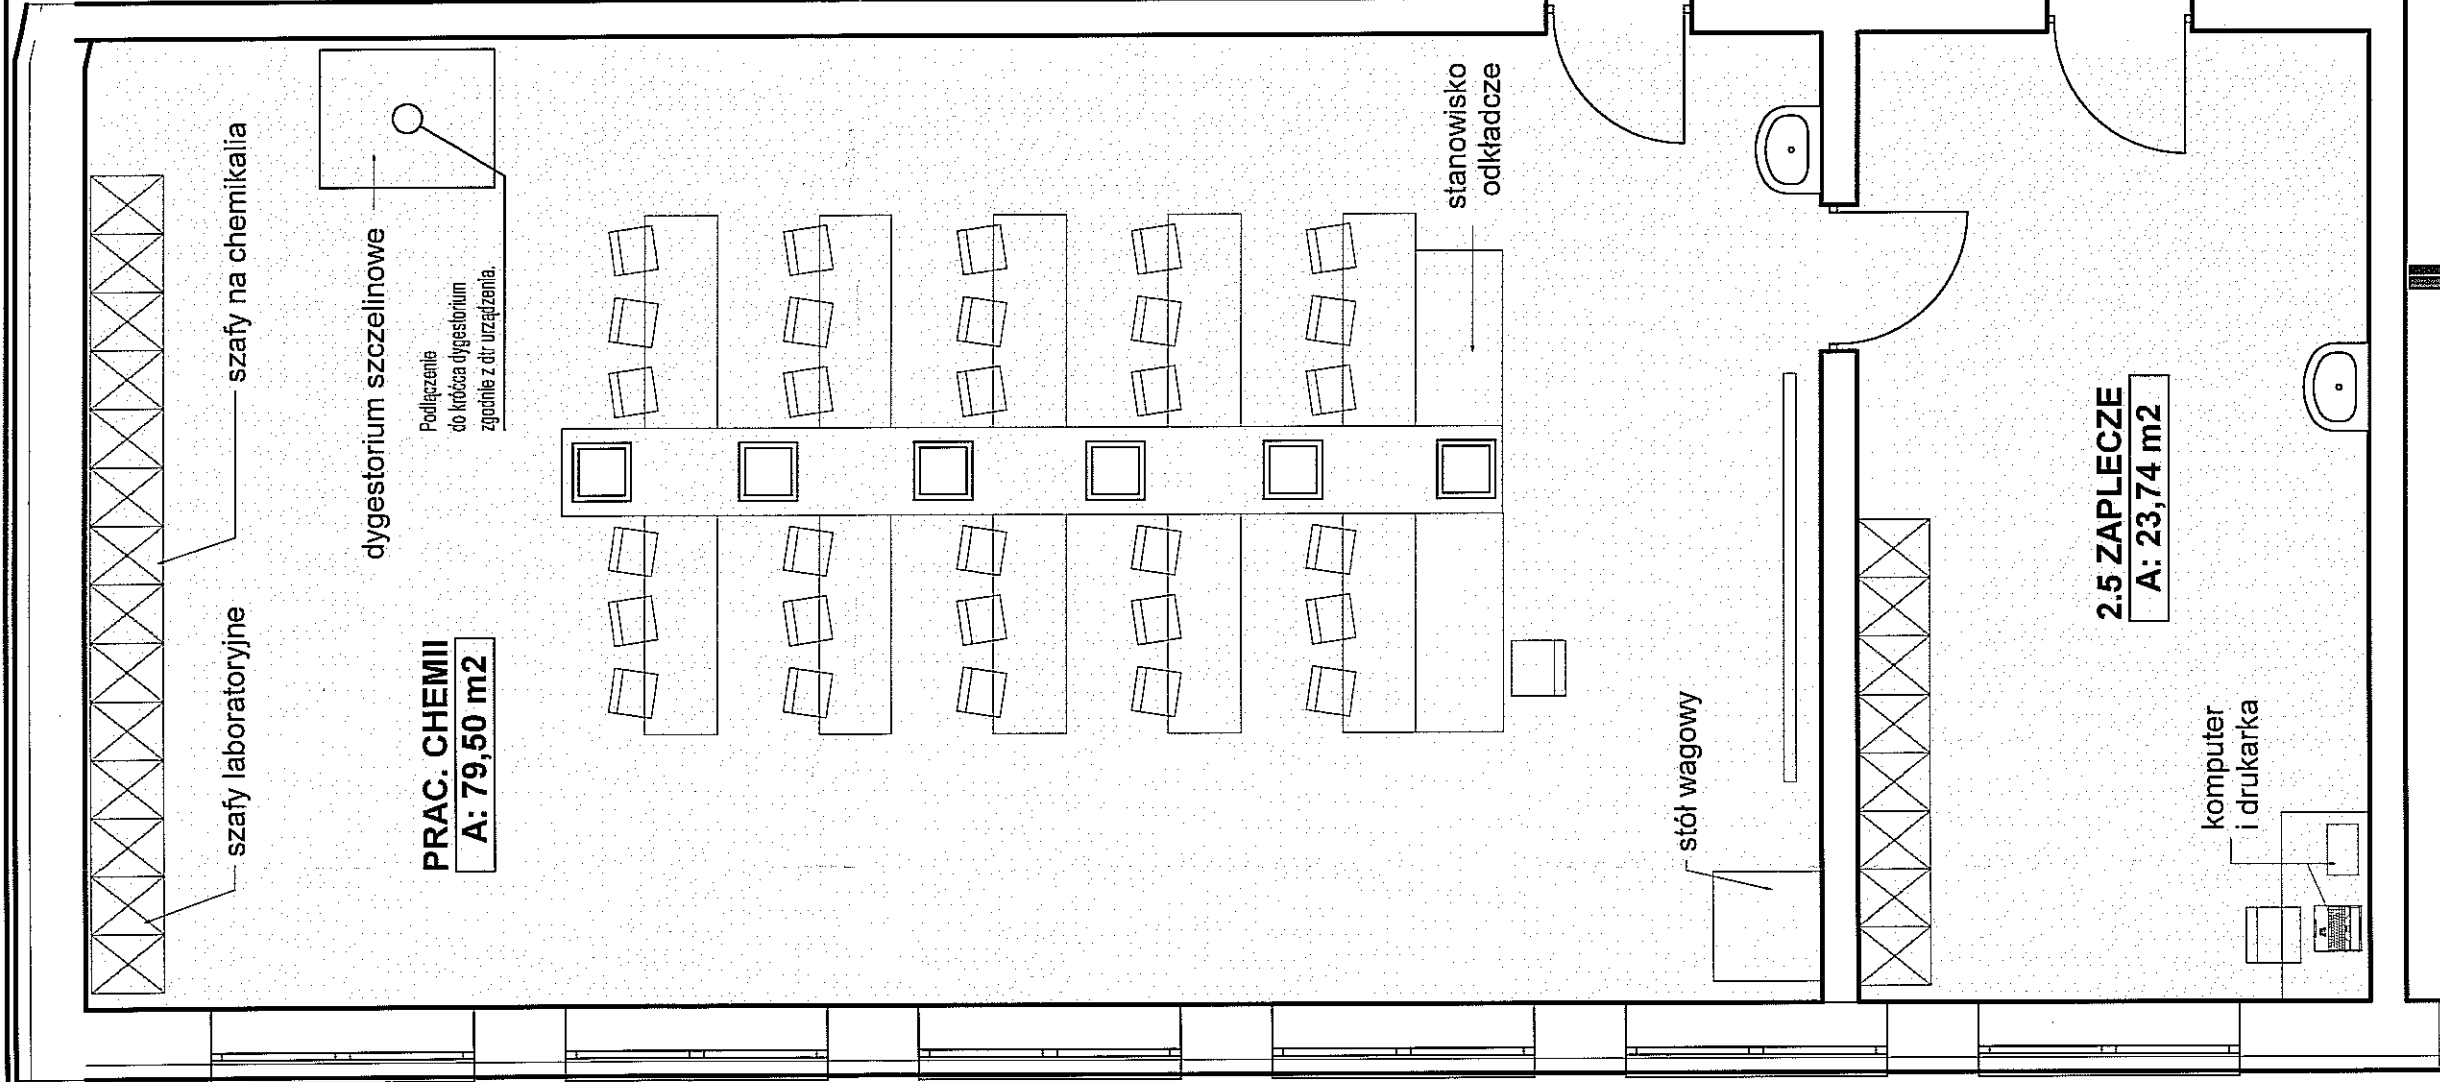 szafy laboratoryjne
szafy na chemikalia
dygestorium szczelinowe
Podłączenie
do króćca dygestorium
zgodnie z dtr urządzenia.
PRAC. CHEMII
A: 79,50 m2
stanowisko
odkładcze
stół wagowy
2.5 ZAPLECZE
A: 23,74 m2
komputer
i drukarka